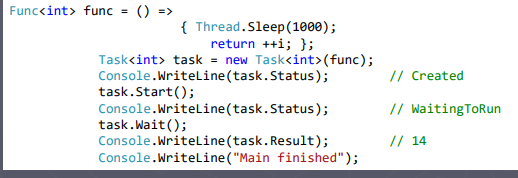 Func<int> func = () =>
{ Thread.Sleep(1000);
return ++i; };
Task<int> task = new Task<int>(func);
Console.WriteLine(task.Status); // Created
task.Start();
Console.WriteLine(task.Status); // WaitingToRun
task.Wait();
Console.WriteLine(task.Result); // 14
Console.WriteLine("Main finished");